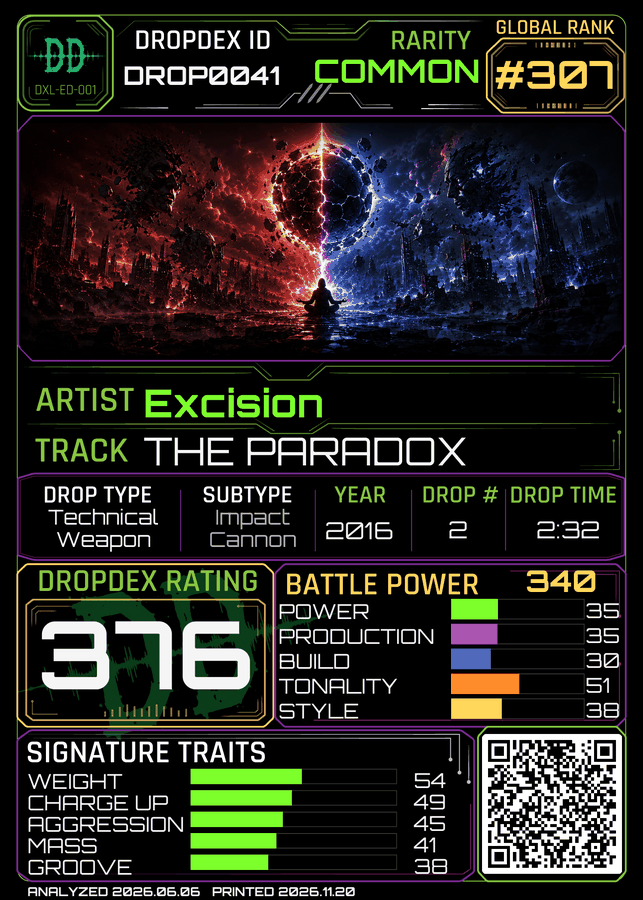 DD
DXL-ED-001
DROPDEX ID
DROP0041
RARITY
COMMON
GLOBAL RANK
#307
ARTIST Excision
TRACK THE PARADOX
DROP TYPE
Technical
Weapon
SUBTYPE
Impact
Cannon
YEAR
2016
DROP #
2
DROP TIME
2:32
DROPDEX RATING
376
BATTLE POWER 340
POWER 35
PRODUCTION 35
BUILD 30
TONALITY 51
STYLE 38
SIGNATURE TRAITS
WEIGHT 54
CHARGE UP 49
AGGRESSION 45
MASS 41
GROOVE 38
ANALYZED 2026.06.06 PRINTED 2026.11.20